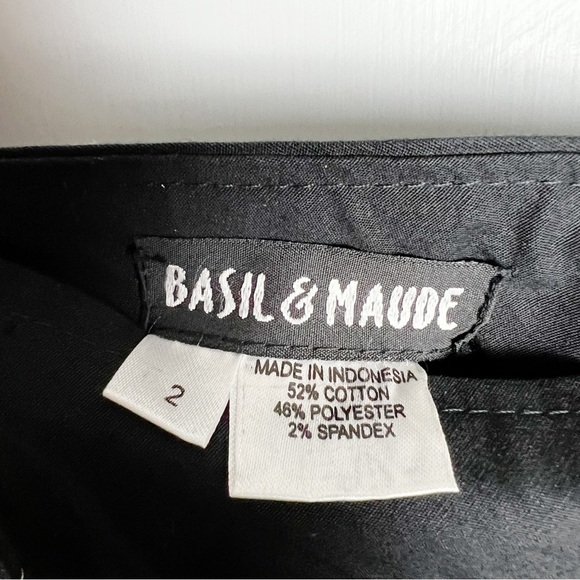 BASIL & MAUDE
2
MADE IN INDONESIA
52% COTTON
46% POLYESTER
2% SPANDEX